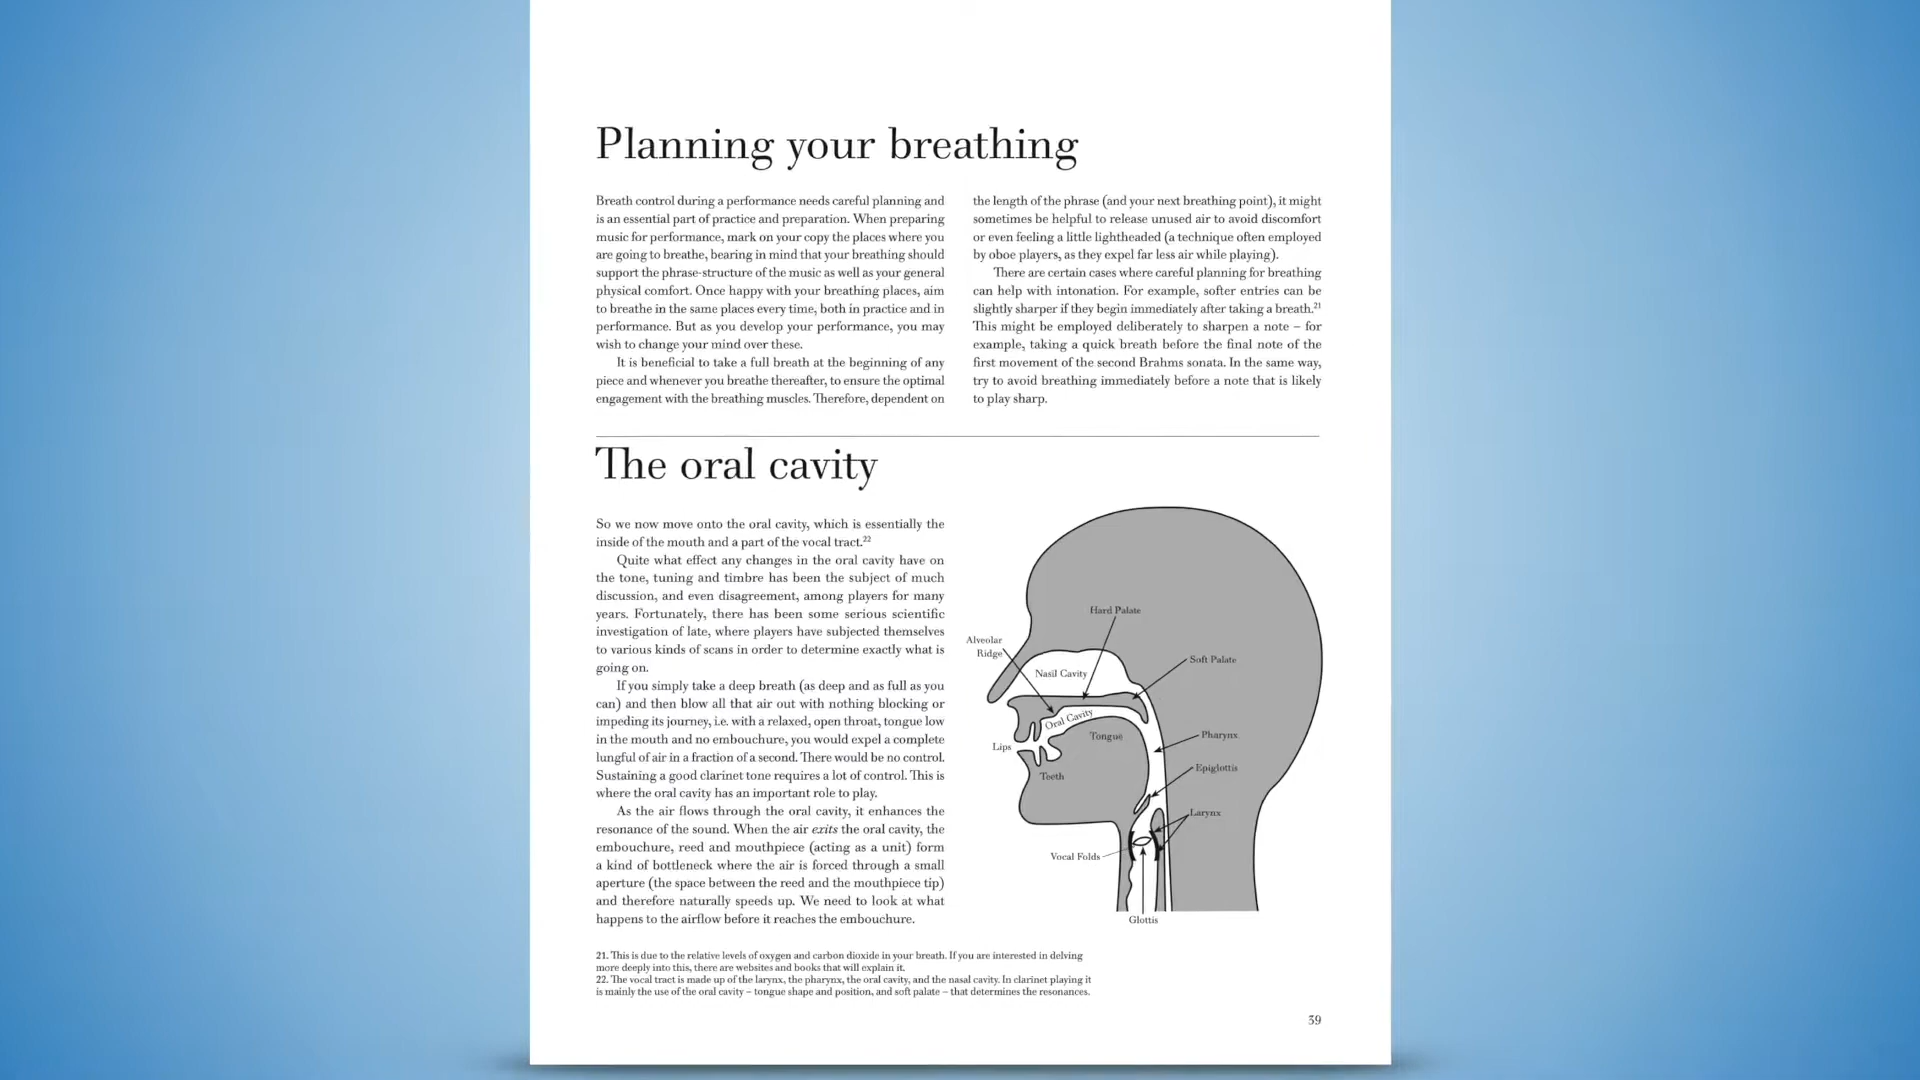 Planning your breathing
Breath control during a performance needs careful planning and
is an essential part of practice and preparation. When preparing
music for performance, mark on your copy the places where you
are going to breathe, bearing in mind that your breathing should
support the phrase-structure of the music as well as your general
physical comfort. Once happy with your breathing places, aim
to breathe in the same places every time, both in practice and in
performance. But as you develop your performance, you may
wish to change your mind over these.
It is beneficial to take a full breath at the beginning of any
piece and whenever you breathe thereafter, to ensure the optimal
engagement with the breathing muscles. Therefore, dependent on
the length of the phrase (and your next breathing point), it might
sometimes be helpful to release unused air to avoid discomfort
or even feeling a little lightheaded (a technique often employed
by oboe players, as they expel far less air while playing).
There are certain cases where careful planning for breathing
can help with intonation. For example, softer entries can be
slightly sharper if they begin immediately after taking a breath.21
This might be employed deliberately to sharpen a note – for
example, taking a quick breath before the final note of the
first movement of the second Brahms sonata. In the same way,
try to avoid breathing immediately before a note that is likely
to play sharp.
The oral cavity
So we now move onto the oral cavity, which is essentially the
inside of the mouth and a part of the vocal tract.22
Quite what effect any changes in the oral cavity have on
the tone, tuning and timbre has been the subject of much
discussion, and even disagreement, among players for many
years. Fortunately, there has been some serious scientific
investigation of late, where players have subjected themselves
to various kinds of scans in order to determine exactly what is
going on.
If you simply take a deep breath (as deep and as full as you
can) and then blow all that air out with nothing blocking or
impeding its journey, i.e. with a relaxed, open throat, tongue low
in the mouth and no embouchure, you would expel a complete
lungful of air in a fraction of a second. There would be no control.
Sustaining a good clarinet tone requires a lot of control. This is
where the oral cavity has an important role to play.
As the air flows through the oral cavity, it enhances the
resonance of the sound. When the air exits the oral cavity, the
embouchure, reed and mouthpiece (acting as a unit) form
a kind of bottleneck where the air is forced through a small
aperture (the space between the reed and the mouthpiece tip)
and therefore naturally speeds up. We need to look at what
happens to the airflow before it reaches the embouchure.
Hard Palate
Alveolar
Ridge
Soft Palate
Nasil Cavity
Oral Cavity
Tongue
Pharynx
Lips
Epiglottis
Teeth
Larynx
Vocal Folds
Glottis
21. This is due to the relative levels of oxygen and carbon dioxide in your breath. If you are interested in delving
more deeply into this, there are websites and books that will explain it.
22. The vocal tract is made up of the larynx, the pharynx, the oral cavity, and the nasal cavity. In clarinet playing it
is mainly the use of the oral cavity – tongue shape and position, and soft palate – that determines the resonances.
39